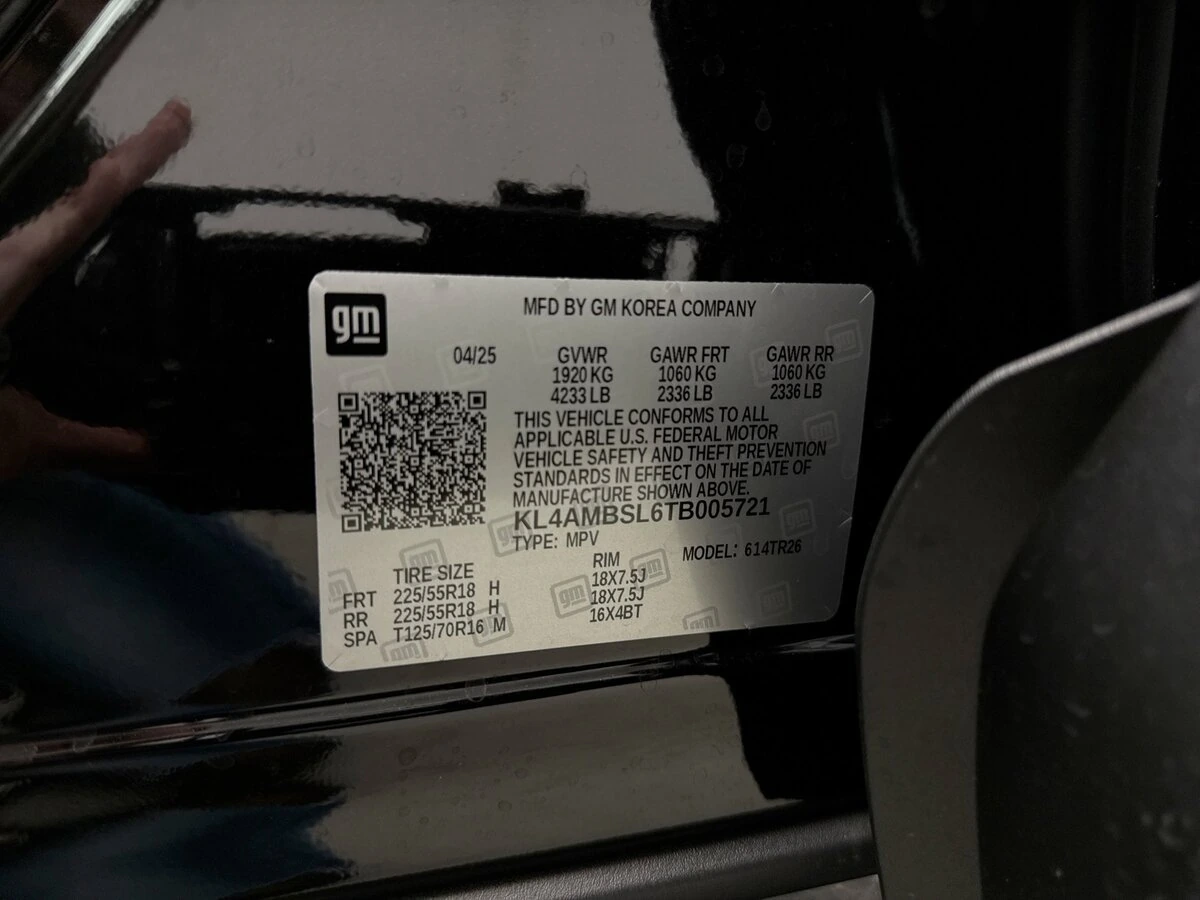 gm
MFD BY GM KOREA COMPANY
04/25 GVWR GAWR FRT GAWR RR
1920 KG 1060 KG 1060 KG
4233 LB 2336 LB 2336 LB
THIS VEHICLE CONFORMS TO ALL
APPLICABLE U.S. FEDERAL MOTOR
VEHICLE SAFETY AND THEFT PREVENTION
STANDARDS IN EFFECT ON THE DATE OF
MANUFACTURE SHOWN ABOVE.
KL4AMBSL6TB005721
TYPE: MPV MODEL: 614TR26
TIRE SIZE RIM
FRT 225/55R18 H 18X7.5J
RR 225/55R18 H 18X7.5J
SPA T125/70R16 M 16X4BT